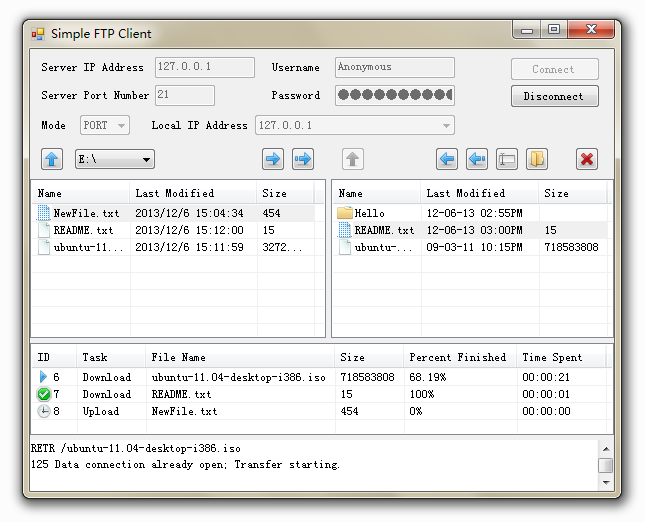 Simple FTP Client
Server IP Address 127.0.0.1 Username Anonymous Connect
Server Port Number 21 Password Disconnect
Mode PORT Local IP Address 127.0.0.1
E:\
Name Last Modified Size
NewFile.txt 2013/12/6 15:04:34 454
README.txt 2013/12/6 15:12:00 15
ubuntu-11... 2013/12/6 15:11:59 3272...
Name Last Modified Size
Hello 12-06-13 02:55PM
README.txt 12-06-13 03:00PM 15
ubuntu-... 09-03-11 10:15PM 718583808
ID Task File Name Size Percent Finished Time Spent
6 Download ubuntu-11.04-desktop-i386.iso 718583808 68.19% 00:00:21
7 Download README.txt 15 100% 00:00:01
8 Upload NewFile.txt 454 0% 00:00:00
RETR /ubuntu-11.04-desktop-i386.iso
125 Data connection already open; Transfer starting.